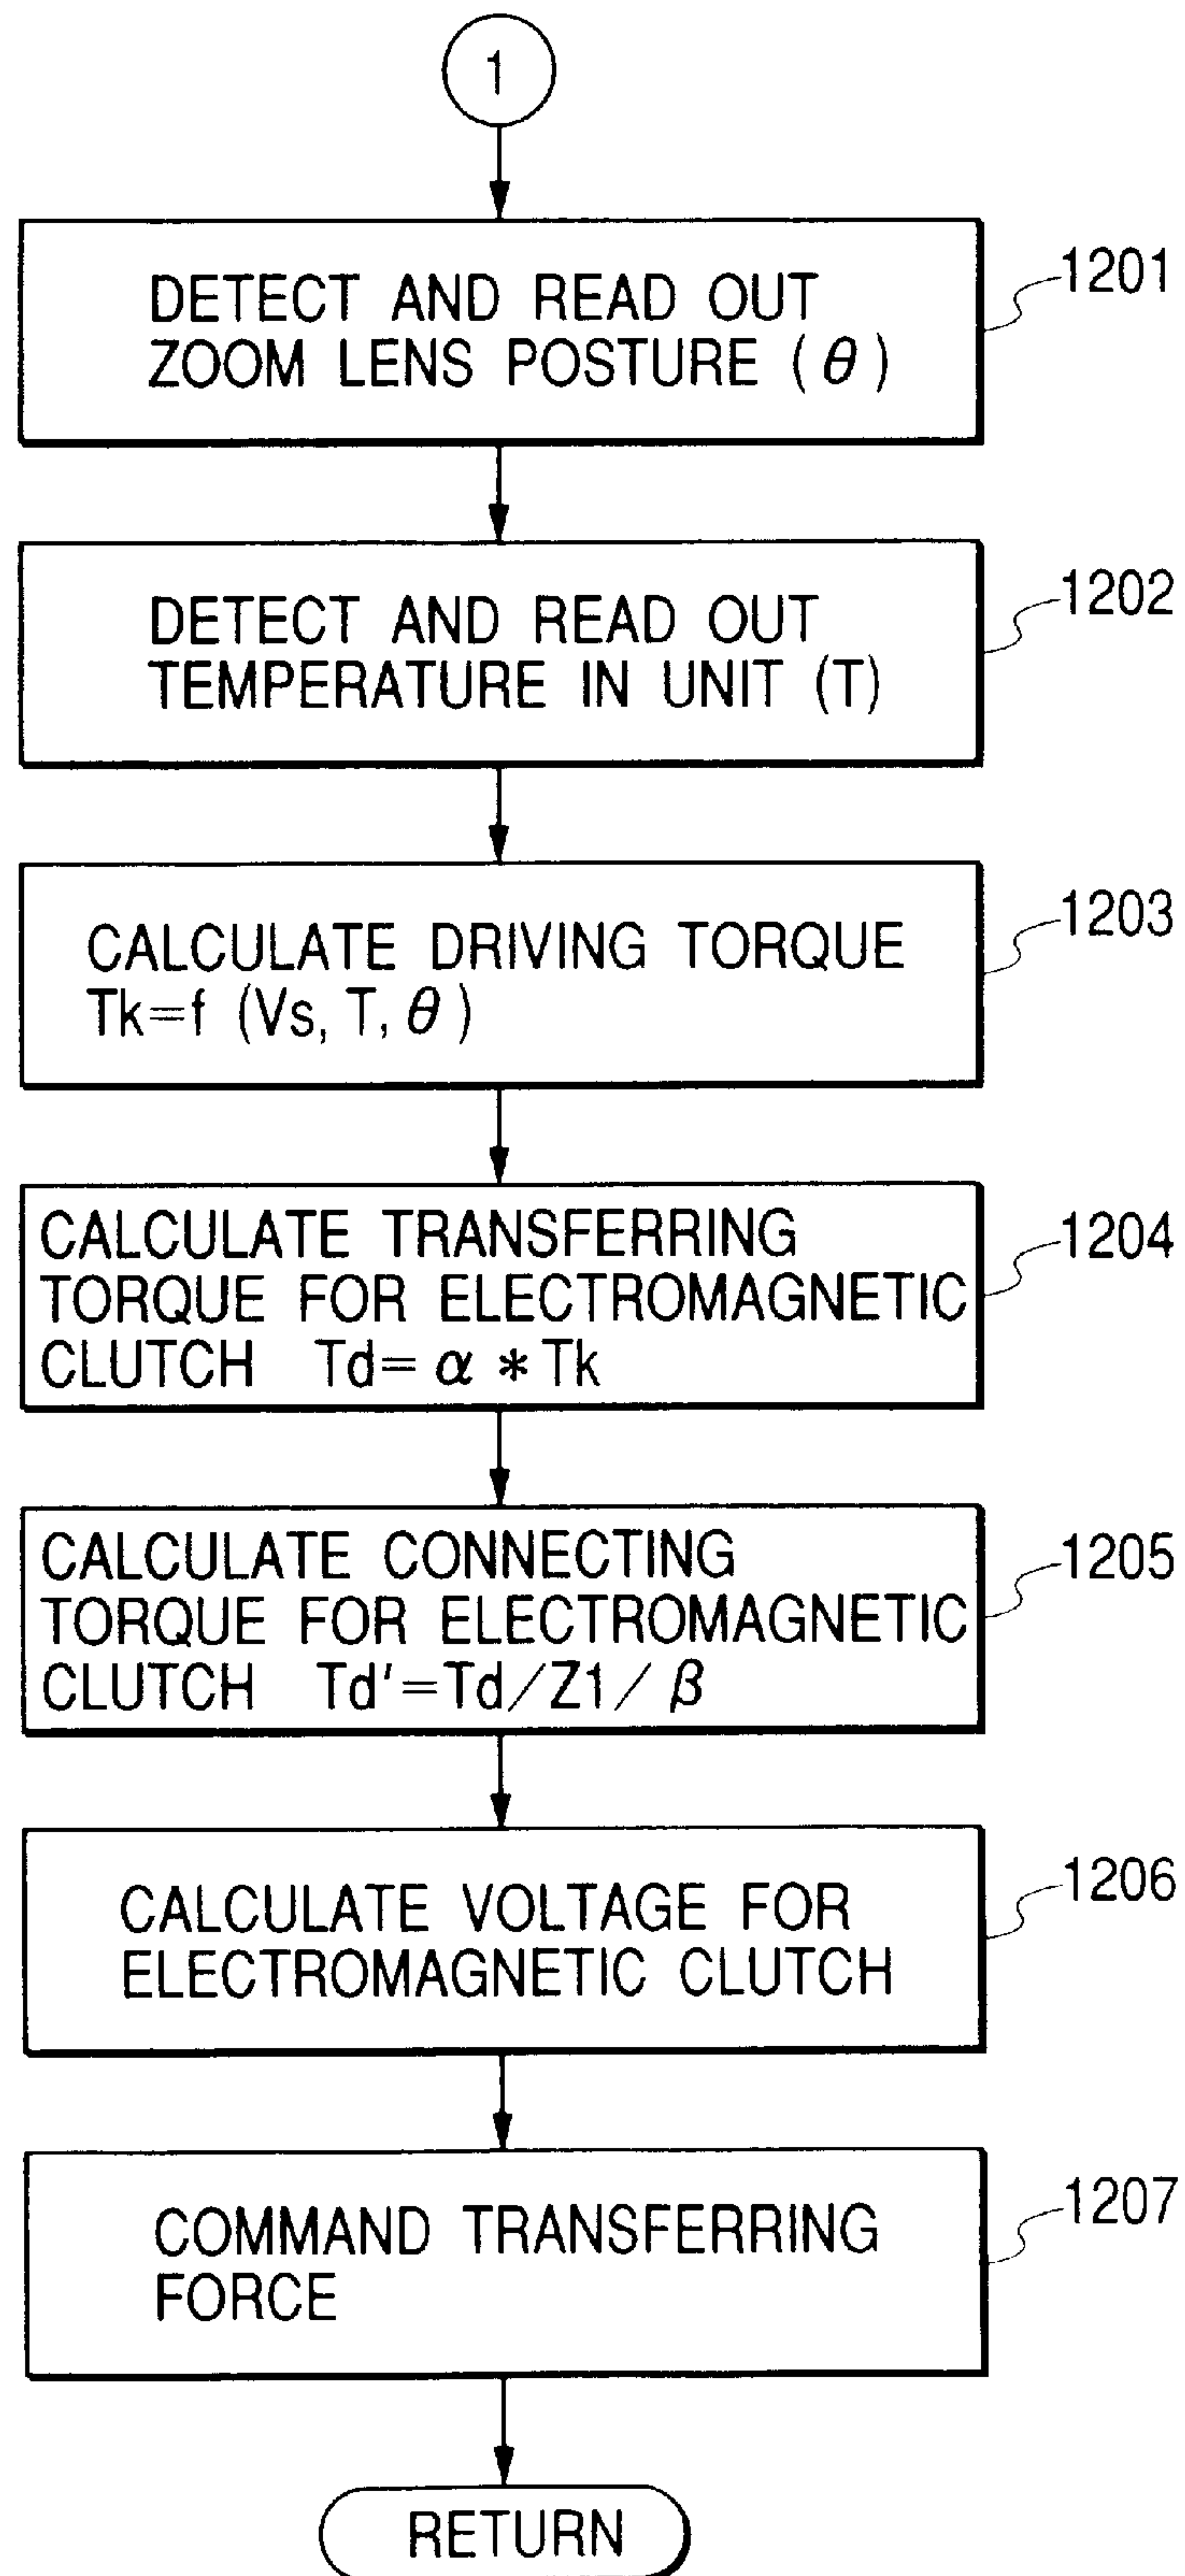 1
DETECT AND READ OUT
ZOOM LENS POSTURE (θ)
1201
DETECT AND READ OUT
TEMPERATURE IN UNIT (T)
1202
CALCULATE DRIVING TORQUE
Tk=f (Vs, T, θ)
1203
CALCULATE TRANSFERRING
TORQUE FOR ELECTROMAGNETIC
CLUTCH Td= α * Tk
1204
CALCULATE CONNECTING
TORQUE FOR ELECTROMAGNETIC
CLUTCH Td'=Td/Z1/ β
1205
CALCULATE VOLTAGE FOR
ELECTROMAGNETIC CLUTCH
1206
COMMAND TRANSFERRING
FORCE
1207
RETURN